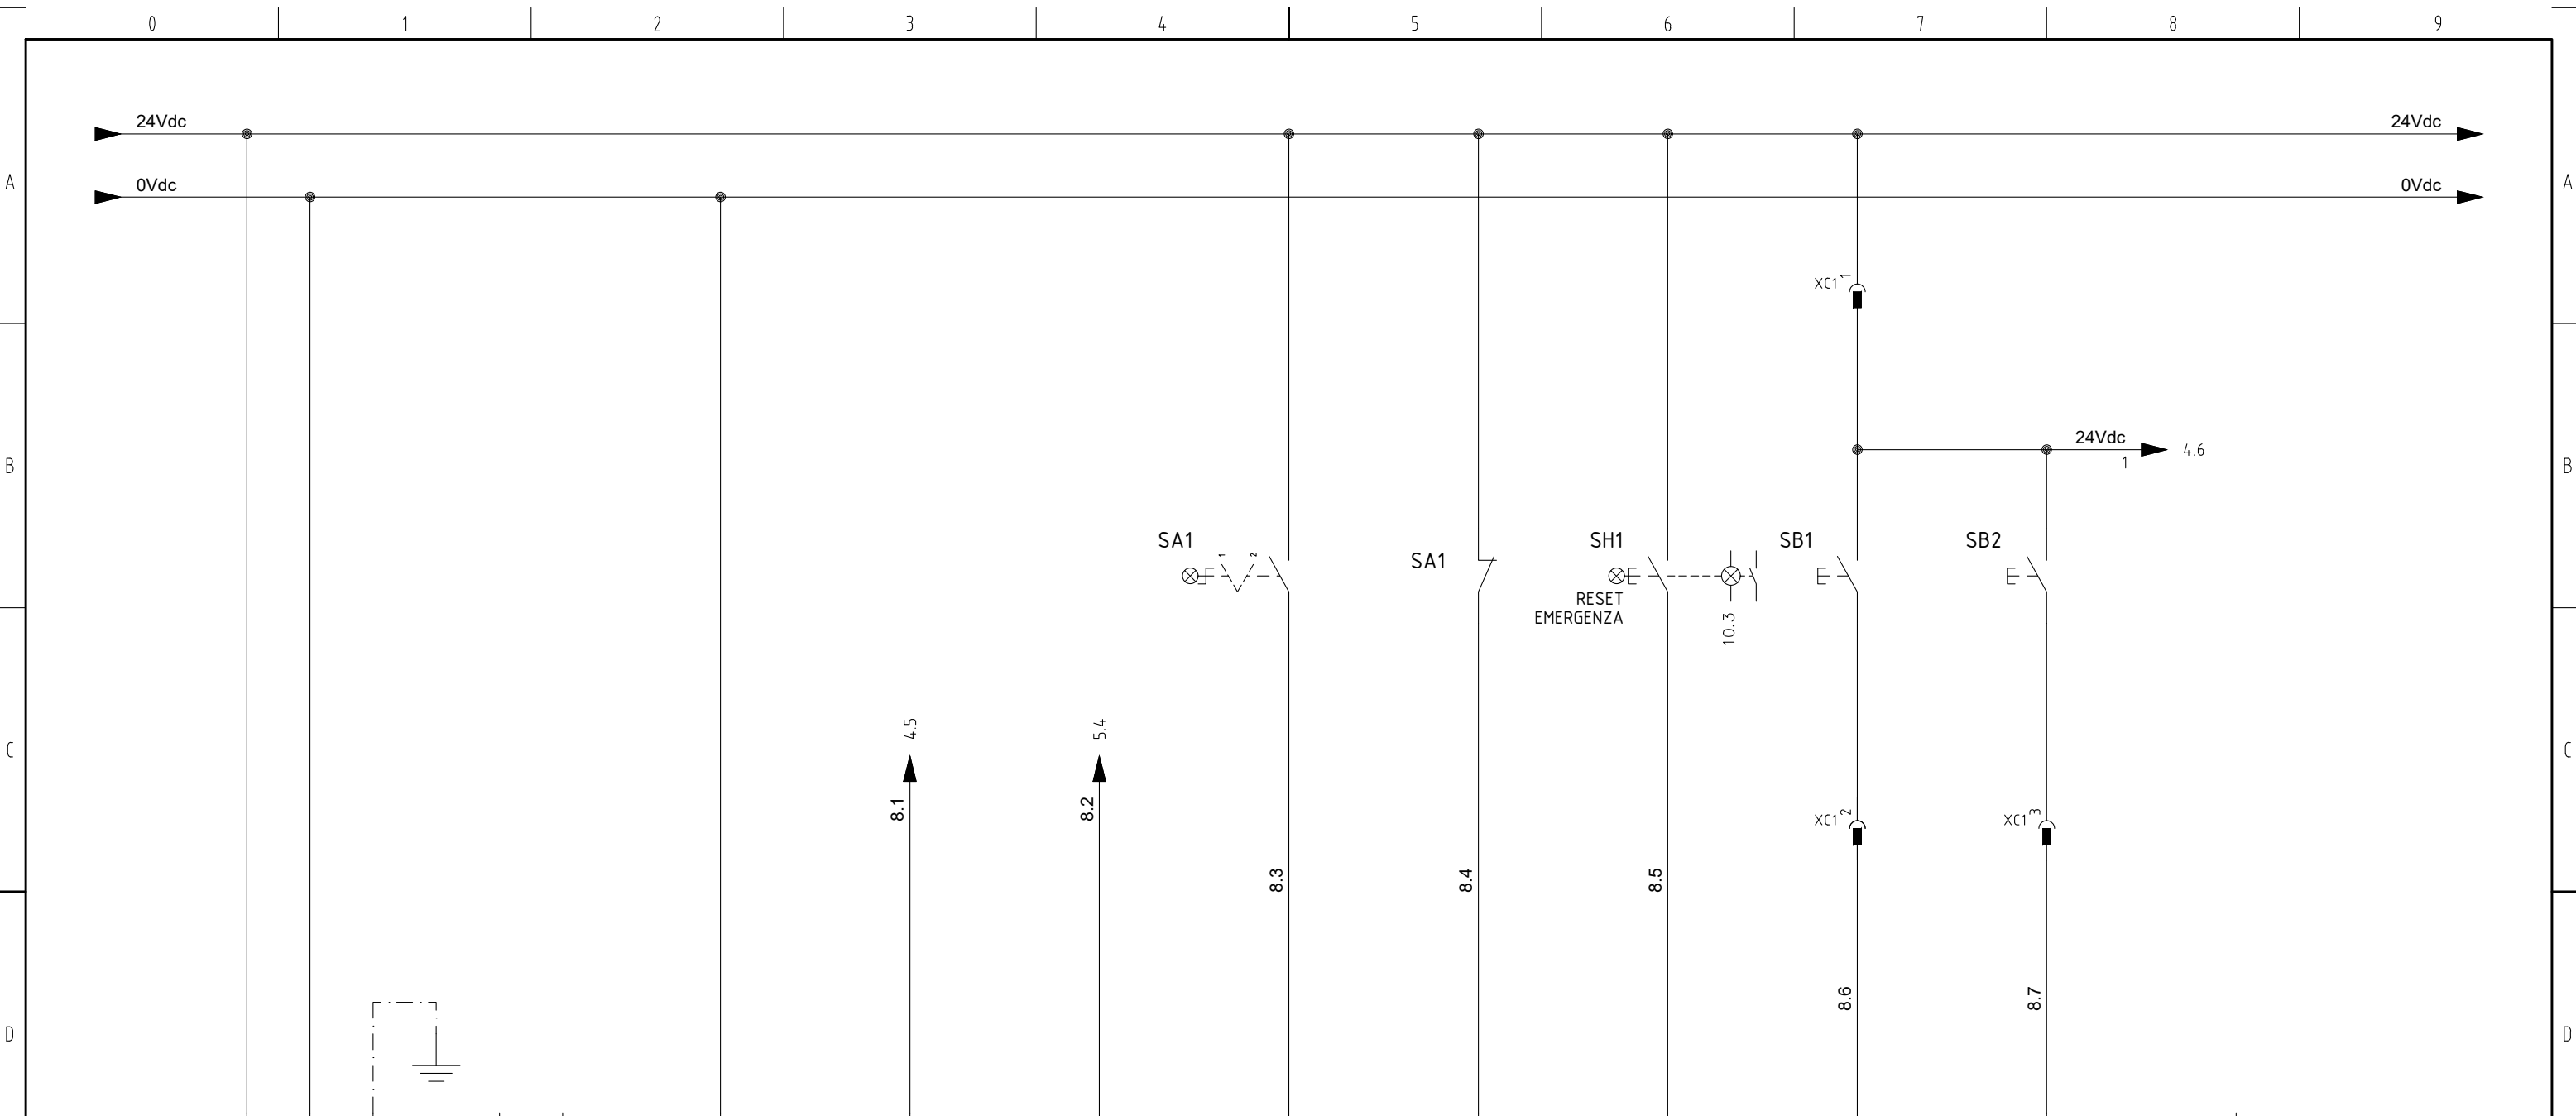 0 1 2 3 4 5 6 7 8 9
24Vdc 24Vdc
A A
0Vdc 0Vdc
XC1 1
24Vdc
B 1 4.6 B
SA1 1 2
SA1
SH1
RESET
EMERGENZA
10.3
SB1
SB2
C C
4.5 5.4
8.1 8.2
XC1 2
XC1 3
8.3 8.4 8.5
8.6 8.7
D D